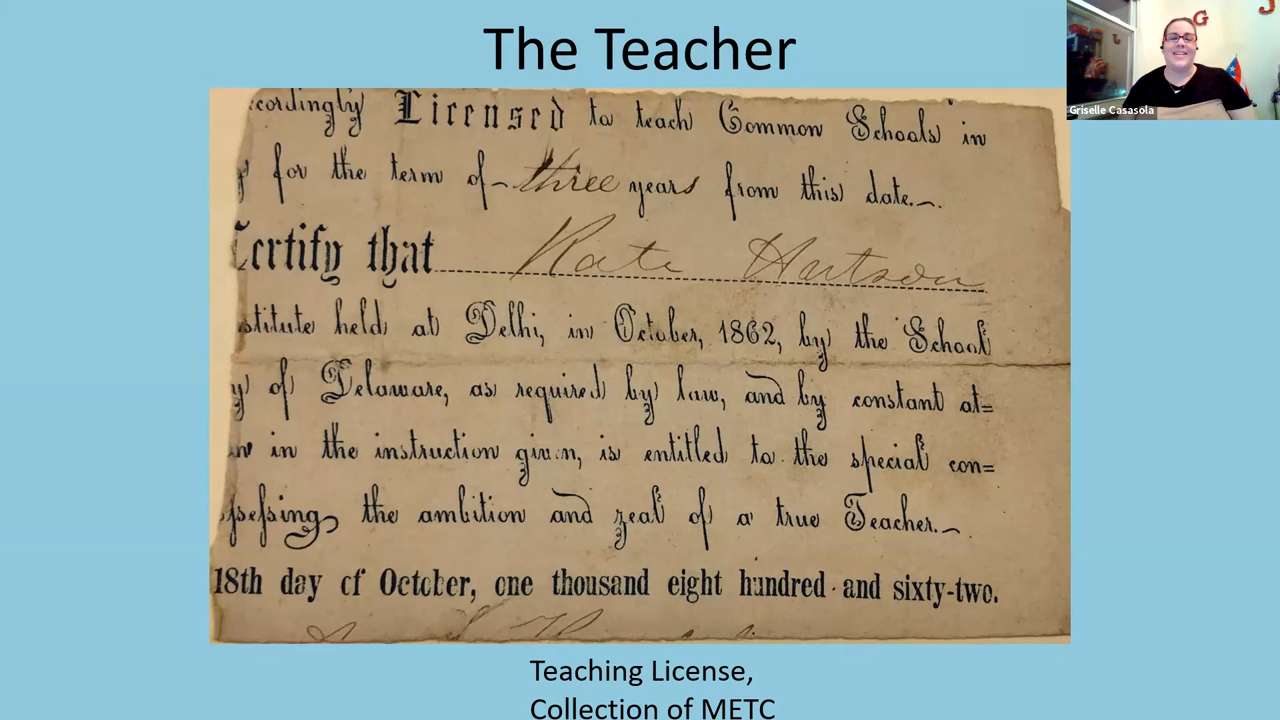 The Teacher
G
J
Griselle Casasola
ccordingly Licensed to teach Common Schools in
for the term of three years from this date.
Certify that Kate Hartson
stitute held at Delhi, in October, 1862, by the School
y of Delaware, as required by law, and by constant at=
in the instruction given, is entitled to the special con=
ssessing the ambition and zeal of a true Teacher.
18th day of October, one thousand eight hundred and sixty-two.
Teaching License,
Collection of METC